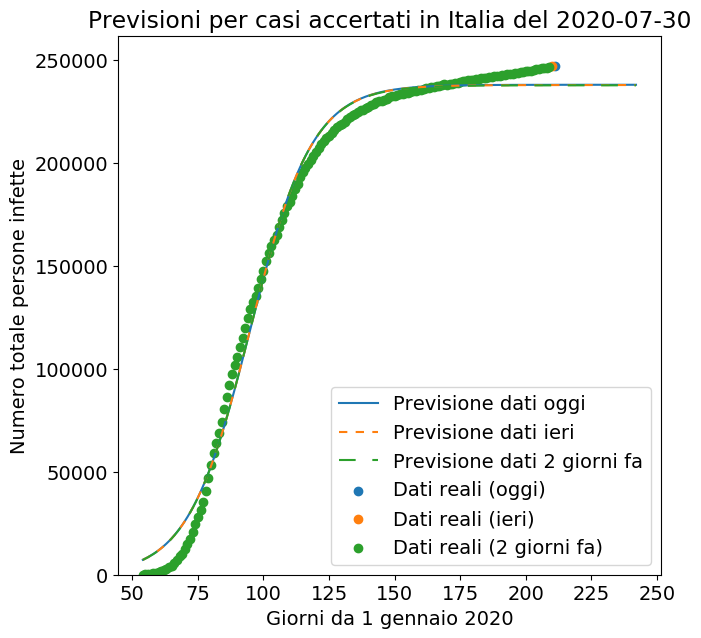 Previsioni per casi accertati in Italia del 2020-07-30
250000
200000
150000
100000
50000
0
Numero totale persone infette
50 75 100 125 150 175 200 225 250
Giorni da 1 gennaio 2020
Previsione dati oggi
Previsione dati ieri
Previsione dati 2 giorni fa
Dati reali (oggi)
Dati reali (ieri)
Dati reali (2 giorni fa)